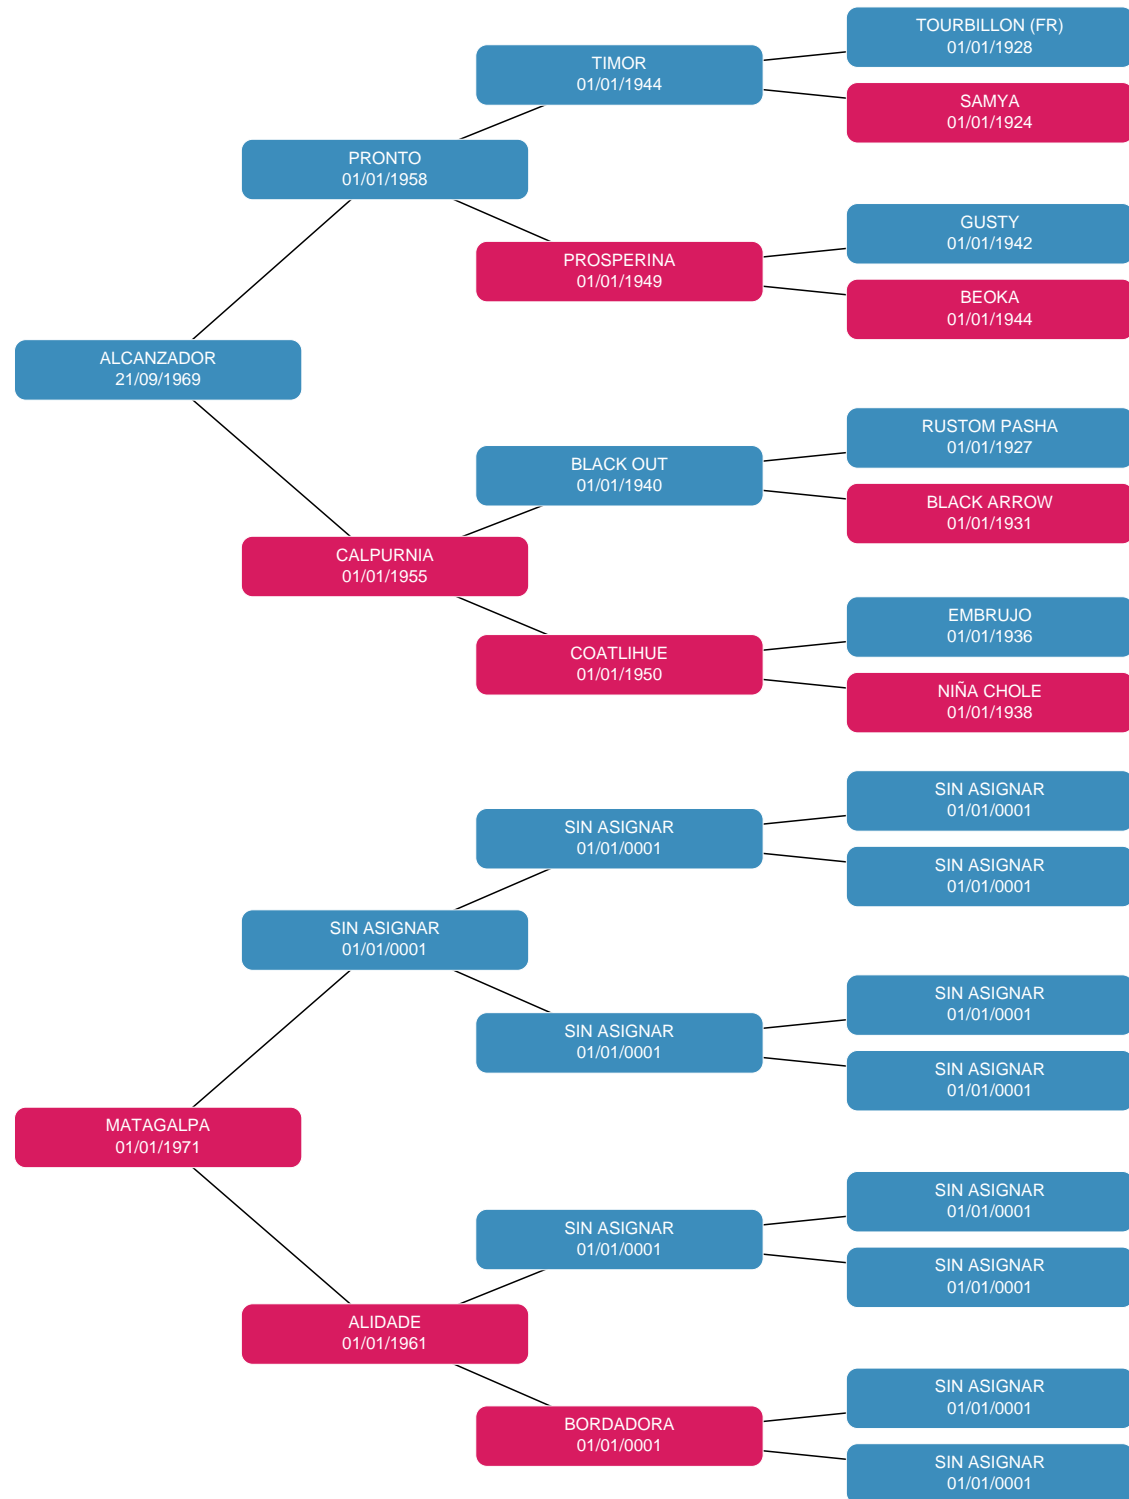 TOURBILLON (FR)
01/01/1928
TIMOR
01/01/1944
SAMYA
01/01/1924
PRONTO
01/01/1958
GUSTY
01/01/1942
PROSPERINA
01/01/1949
BEOKA
01/01/1944
ALCANZADOR
21/09/1969
RUSTOM PASHA
01/01/1927
BLACK OUT
01/01/1940
BLACK ARROW
01/01/1931
CALPURNIA
01/01/1955
EMBRUJO
01/01/1936
COATLIHUE
01/01/1950
NIÑA CHOLE
01/01/1938
SIN ASIGNAR
01/01/0001
SIN ASIGNAR
01/01/0001
SIN ASIGNAR
01/01/0001
SIN ASIGNAR
01/01/0001
SIN ASIGNAR
01/01/0001
SIN ASIGNAR
01/01/0001
SIN ASIGNAR
01/01/0001
MATAGALPA
01/01/1971
SIN ASIGNAR
01/01/0001
SIN ASIGNAR
01/01/0001
SIN ASIGNAR
01/01/0001
ALIDADE
01/01/1961
SIN ASIGNAR
01/01/0001
BORDADORA
01/01/0001
SIN ASIGNAR
01/01/0001